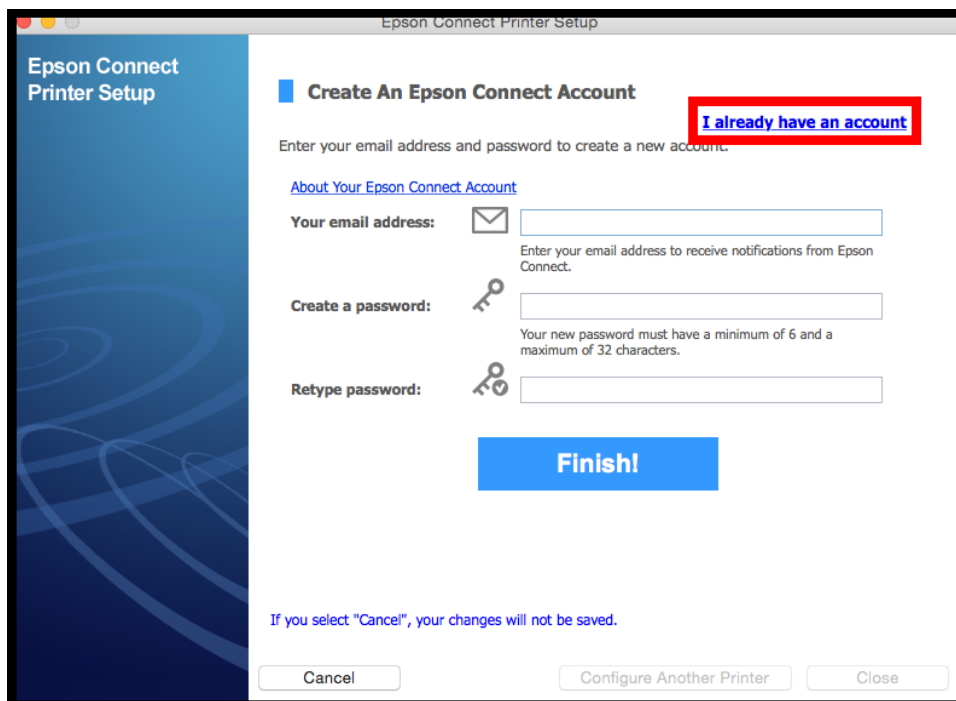 Epson Connect Printer Setup
Epson Connect
Printer Setup
Create An Epson Connect Account
I already have an account
Enter your email address and password to create a new account.
About Your Epson Connect Account
Your email address:
Enter your email address to receive notifications from Epson
Connect.
Create a password:
Your new password must have a minimum of 6 and a
maximum of 32 characters.
Retype password:
Finish!
If you select "Cancel", your changes will not be saved.
Cancel
Configure Another Printer
Close